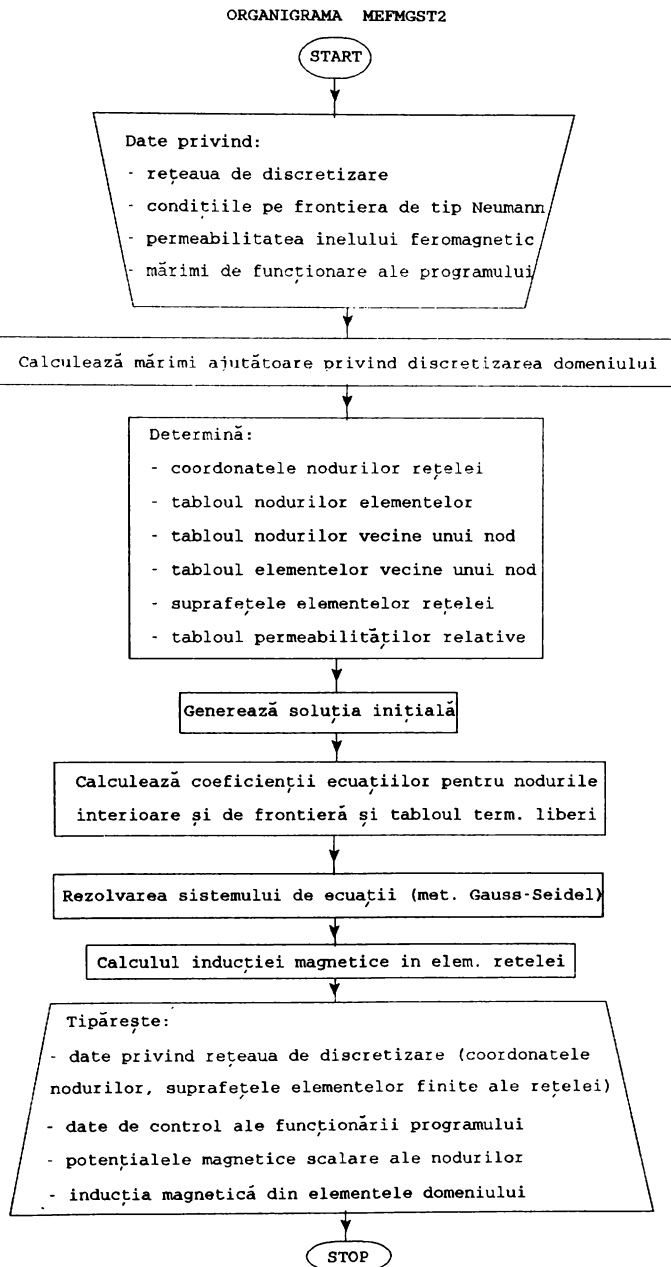 ORGANIGRAMA MEFMGST2
START
Date privind:
- rețeaua de discretizare
- condițiile pe frontiera de tip Neumann
- permeabilitatea inelului feromagnetic
- mărimi de funcționare ale programului
Calculează mărimi ajutătoare privind discretizarea domeniului
Determină:
- coordonatele nodurilor rețelei
- tabloul nodurilor elementelor
- tabloul nodurilor vecine unui nod
- tabloul elementelor vecine unui nod
- suprafețele elementelor rețelei
- tabloul permeabilităților relative
Generează soluția inițială
Calculează coeficienții ecuațiilor pentru nodurile
interioare și de frontieră și tabloul term. liberi
Rezolvarea sistemului de ecuații (met. Gauss-Seidel)
Calculul inducției magnetice in elem. retelei
Tipărește:
- date privind rețeaua de discretizare (coordonatele
nodurilor, suprafețele elementelor finite ale rețelei)
- date de control ale funcționării programului
- potențialele magnetice scalare ale nodurilor
- inducția magnetică din elementele domeniului
STOP